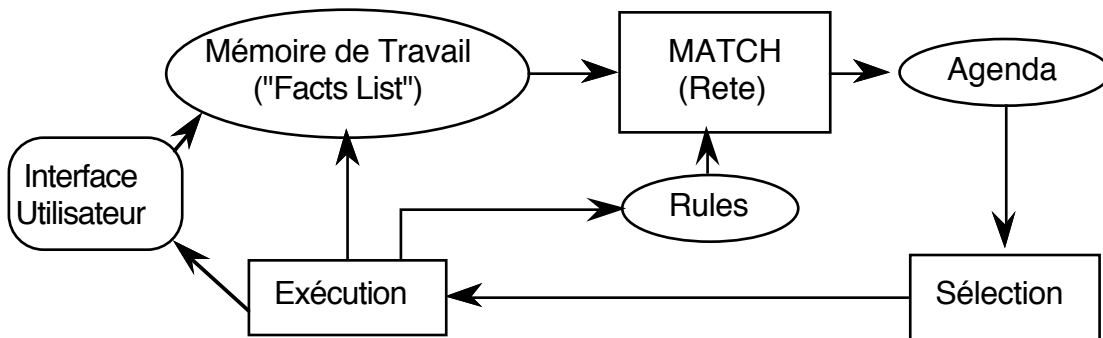 Mémoire de Travail
("Facts List")
MATCH
(Rete)
Agenda
Interface
Utilisateur
Rules
Exécution
Sélection